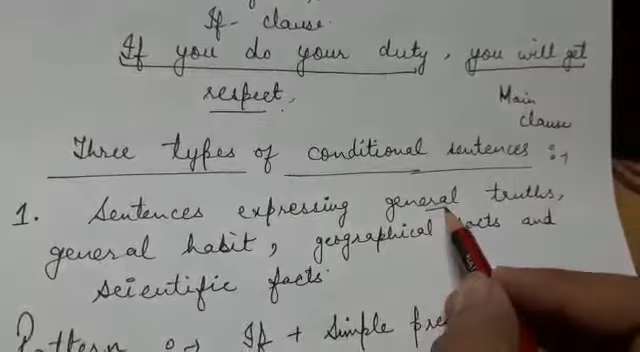 If - clause.
If you do your duty, you will get
respect.
Main
clause
Three types of conditional sentences :-
1. Sentences expressing general truths,
general habit, geographical facts and
scientific facts.
Pattern :- If + Simple